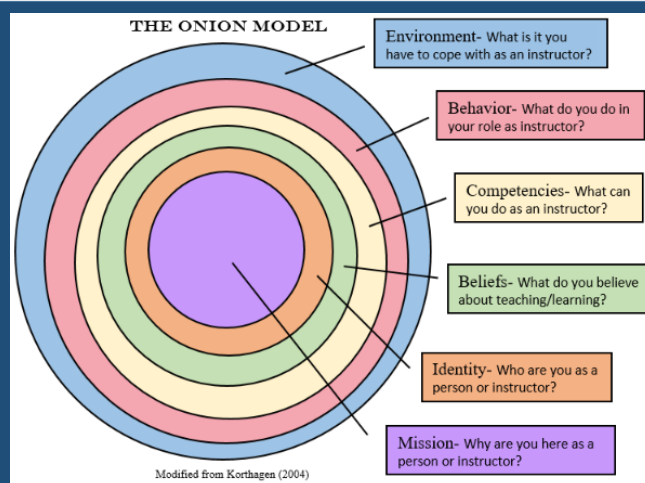 THE ONION MODEL
Environment- What is it you
have to cope with as an instructor?
Behavior- What do you do in
your role as instructor?
Competencies- What can
you do as an instructor?
Beliefs- What do you believe
about teaching/learning?
Identity- Who are you as a
person or instructor?
Mission- Why are you here as a
person or instructor?
Modified from Korthagen (2004)